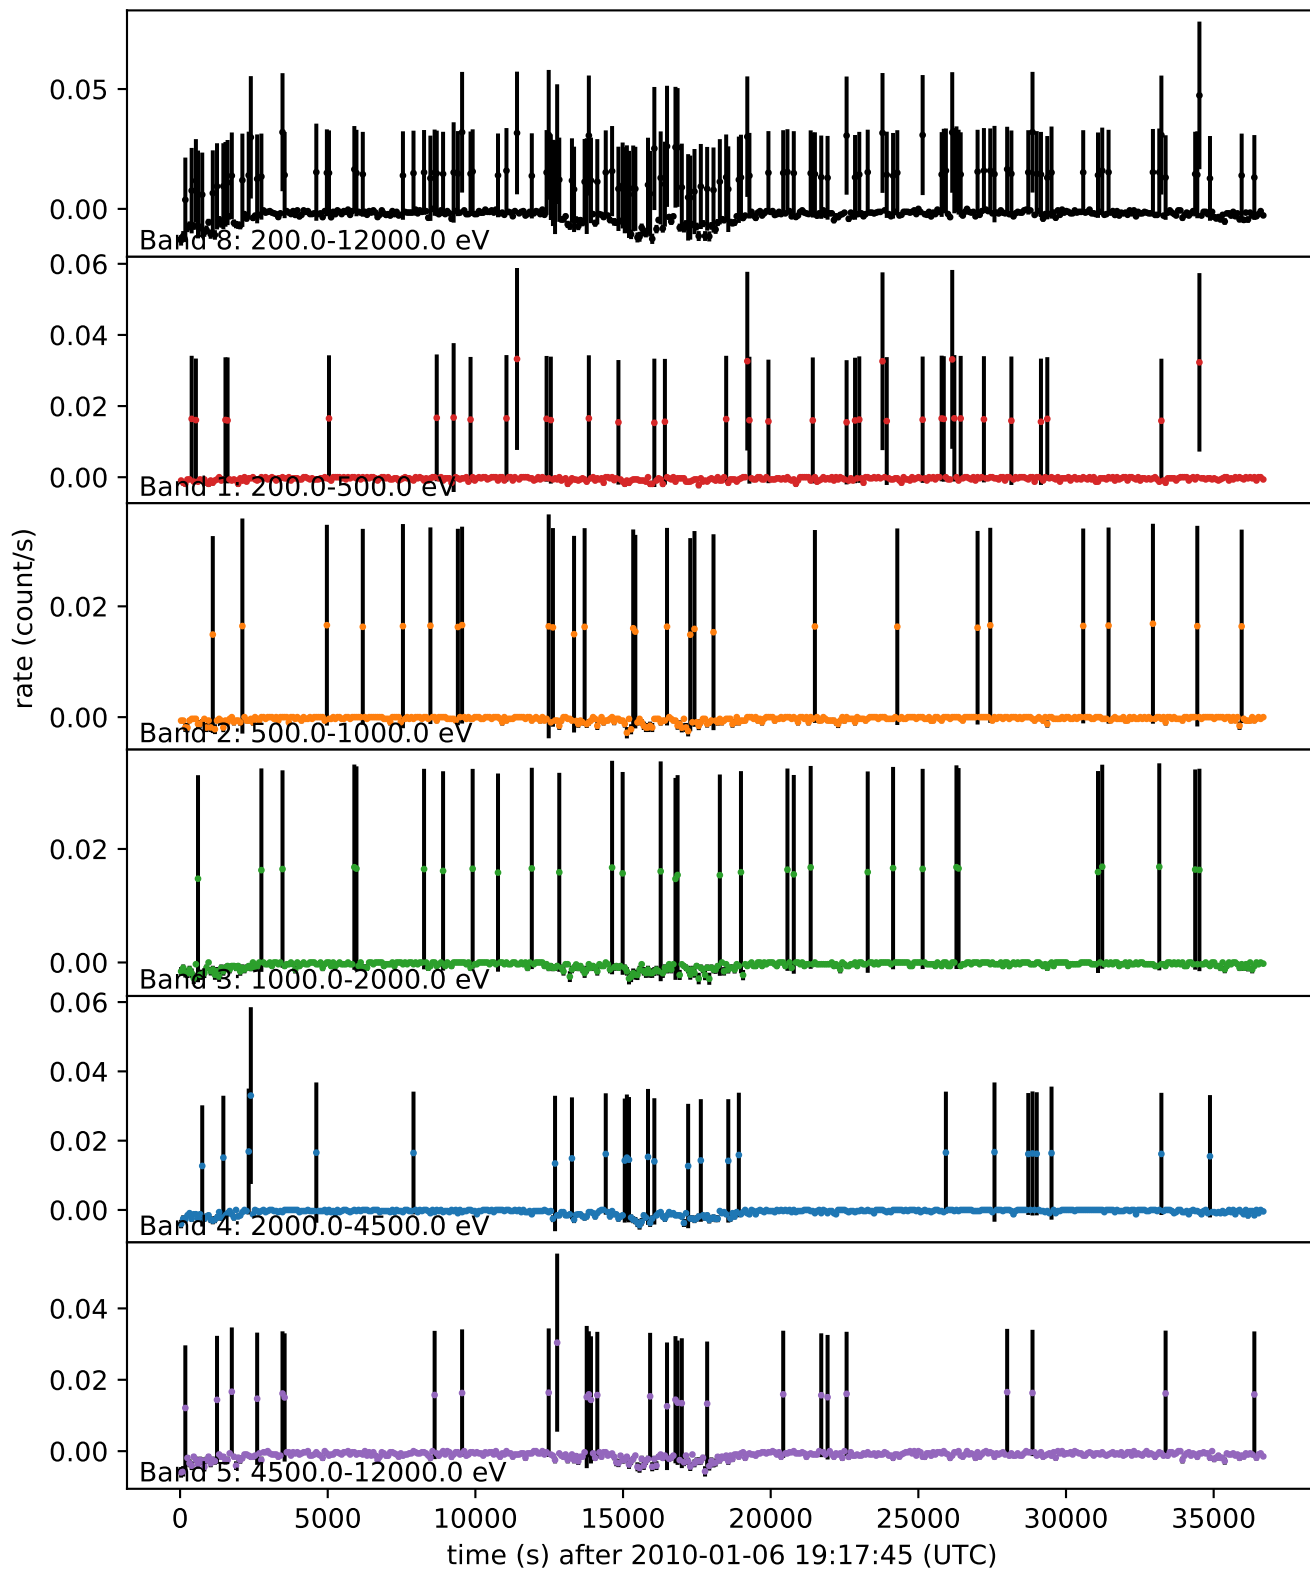 0.05
0.00
Band 8: 200.0-12000.0 eV
0.06
0.04
0.02
0.00
Band 1: 200.0-500.0 eV
rate (count/s)
0.02
0.00
Band 2: 500.0-1000.0 eV
0.02
0.00
Band 3: 1000.0-2000.0 eV
0.06
0.04
0.02
0.00
Band 4: 2000.0-4500.0 eV
0.04
0.02
0.00
Band 5: 4500.0-12000.0 eV
0 5000 10000 15000 20000 25000 30000 35000
time (s) after 2010-01-06 19:17:45 (UTC)